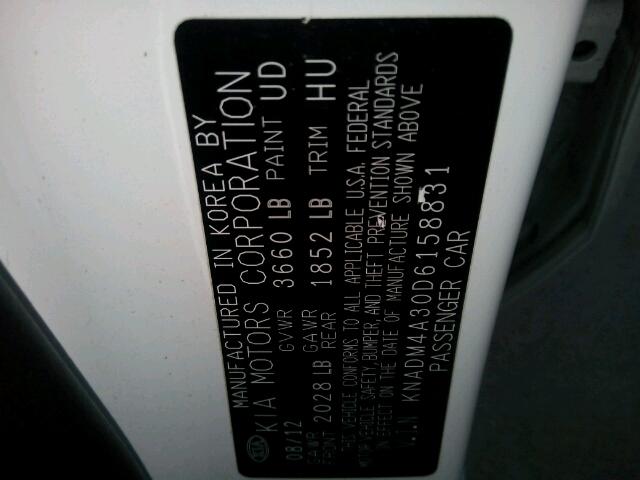 MANUFACTURED IN KOREA BY
KIA KIA MOTORS CORPORATION
08/12 GVWR 3660 LB PAINT UD
GAWR FRONT 2028 LB GAWR REAR 1852 LB TRIM HU
THIS VEHICLE CONFORMS TO ALL APPLICABLE U.S.A. FEDERAL
MOTOR VEHICLE SAFETY, BUMPER, AND THEFT PREVENTION STANDARDS
IN EFFECT ON THE DATE OF MANUFACTURE SHOWN ABOVE
V.I.N KNADM4A30D6158831
PASSENGER CAR